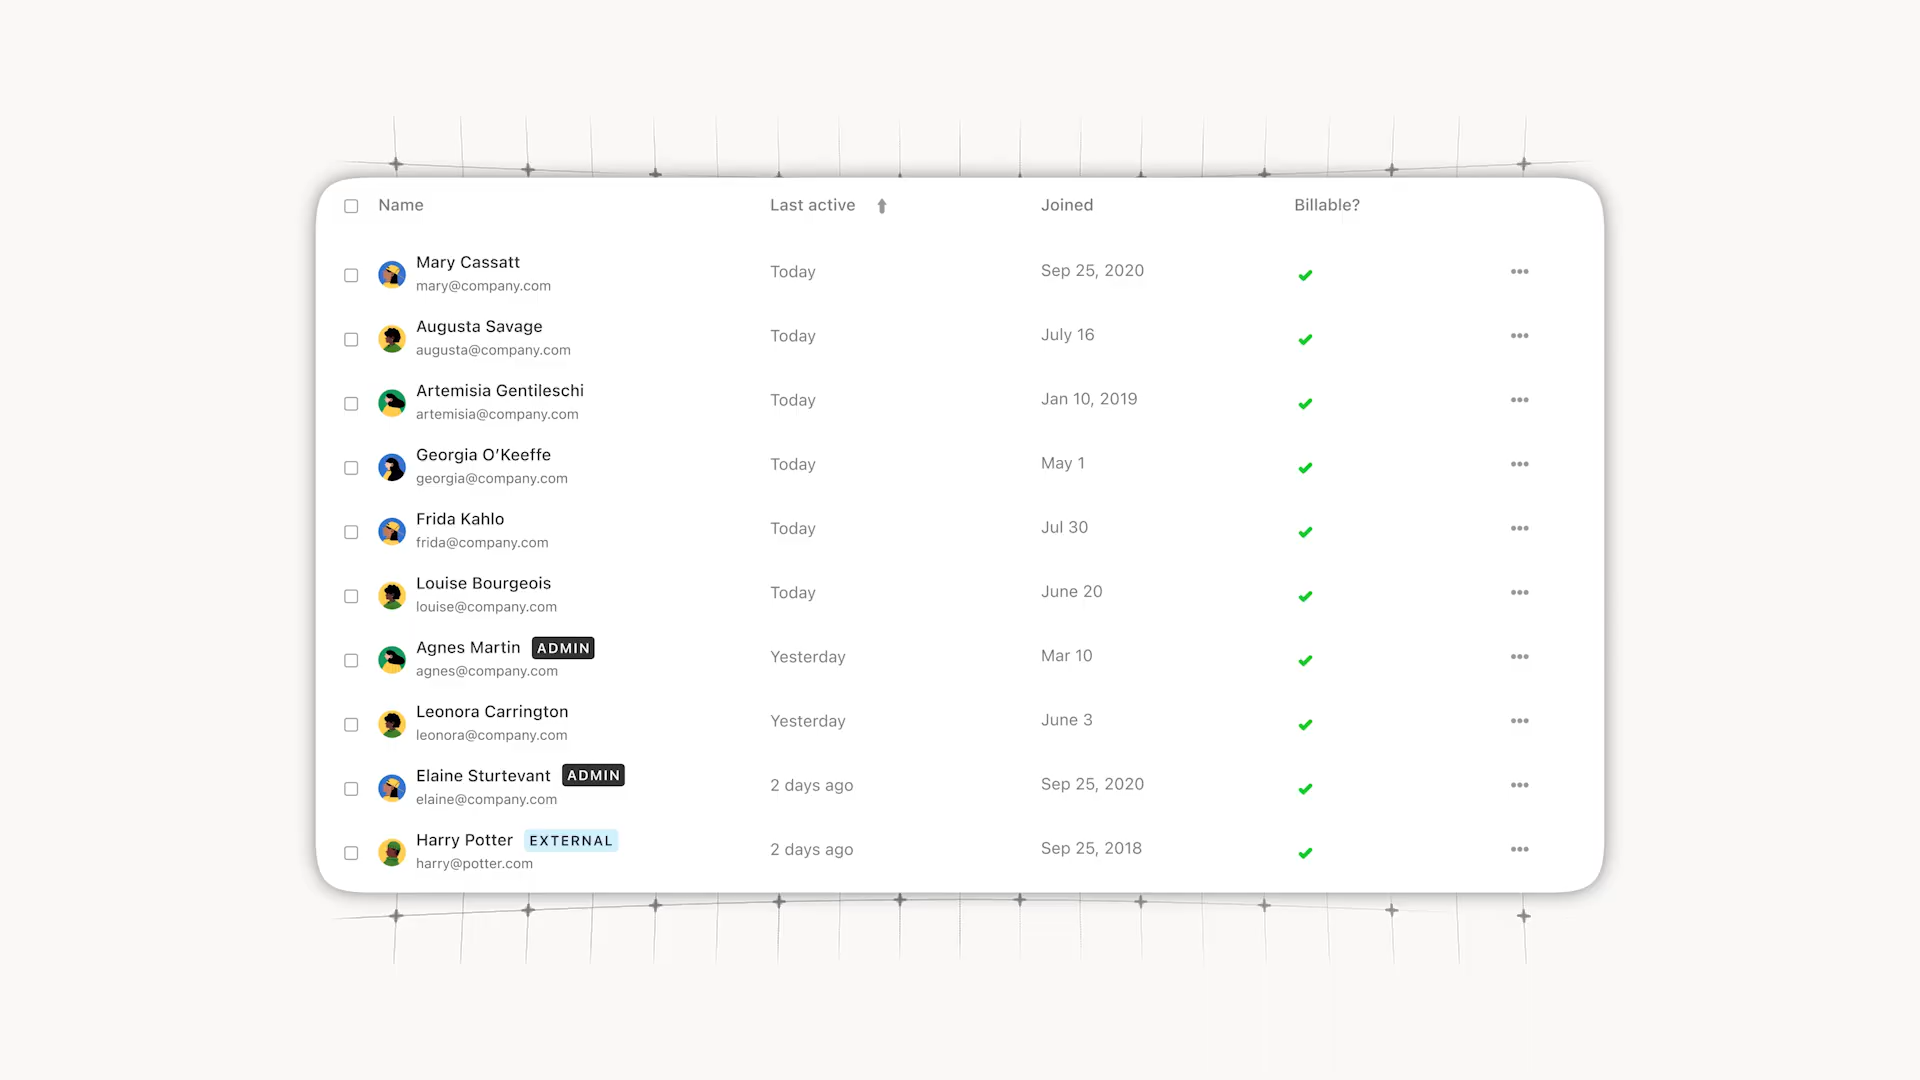 Name Last active Joined Billable?
Mary Cassatt
mary@company.com
Today Sep 25, 2020
Augusta Savage
augusta@company.com
Today July 16
Artemisia Gentileschi
artemisia@company.com
Today Jan 10, 2019
Georgia O’Keeffe
georgia@company.com
Today May 1
Frida Kahlo
frida@company.com
Today Jul 30
Louise Bourgeois
louise@company.com
Today June 20
Agnes Martin ADMIN
agnes@company.com
Yesterday Mar 10
Leonora Carrington
leonora@company.com
Yesterday June 3
Elaine Sturtevant ADMIN
elaine@company.com
2 days ago Sep 25, 2020
Harry Potter EXTERNAL
harry@potter.com
2 days ago Sep 25, 2018